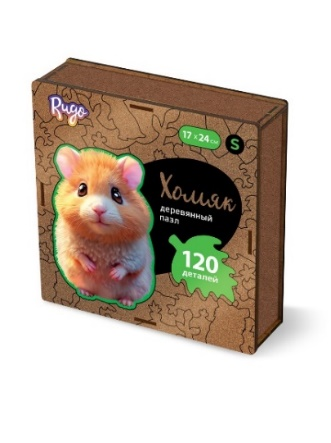 Rugo
17 x 24 см
S
Хомяк
деревянный
пазл
120
деталей